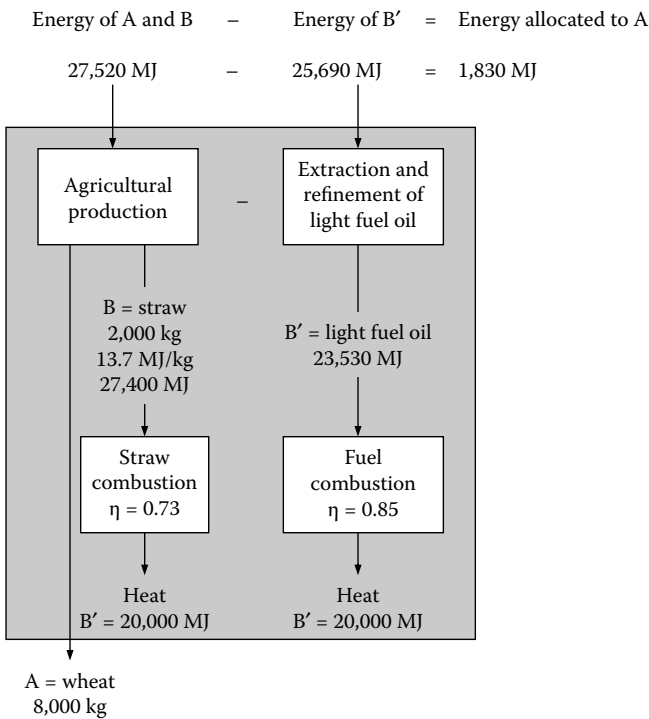 Energy of A and B – Energy of B′ = Energy allocated to A
27,520 MJ – 25,690 MJ = 1,830 MJ
Agricultural
production
–
Extraction and
refinement of
light fuel oil
B = straw
2,000 kg
13.7 MJ/kg
27,400 MJ
B′ = light fuel oil
23,530 MJ
Straw
combustion
η = 0.73
Fuel
combustion
η = 0.85
Heat
B′ = 20,000 MJ
Heat
B′ = 20,000 MJ
A = wheat
8,000 kg